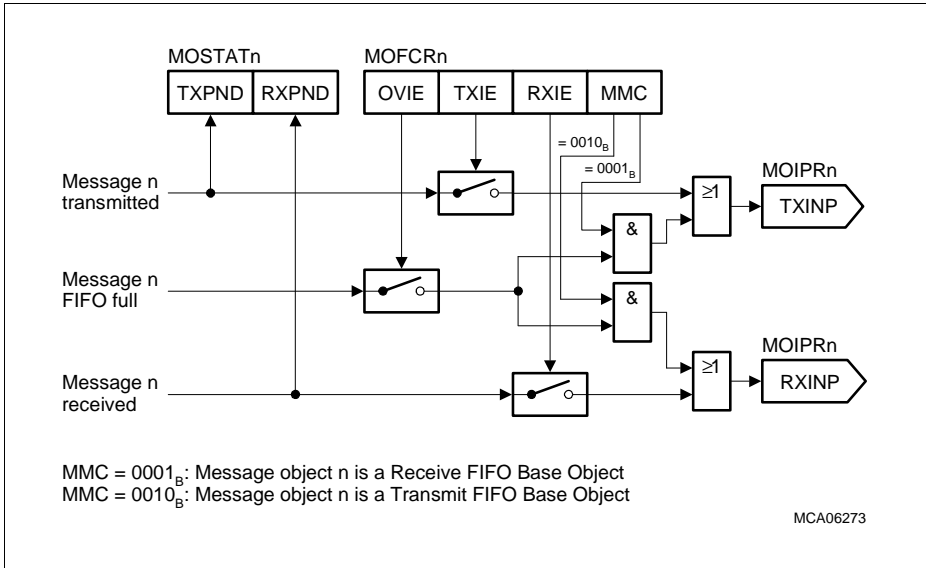 MOSTATn
MOFCRn
TXPND RXPND
OVIE TXIE RXIE MMC
= 0010B
= 0001B
Message n
transmitted
MOIPRn
≥1
TXINP
&
Message n
FIFO full
&
MOIPRn
≥1
RXINP
Message n
received
MMC = 0001B: Message object n is a Receive FIFO Base Object
MMC = 0010B: Message object n is a Transmit FIFO Base Object
MCA06273